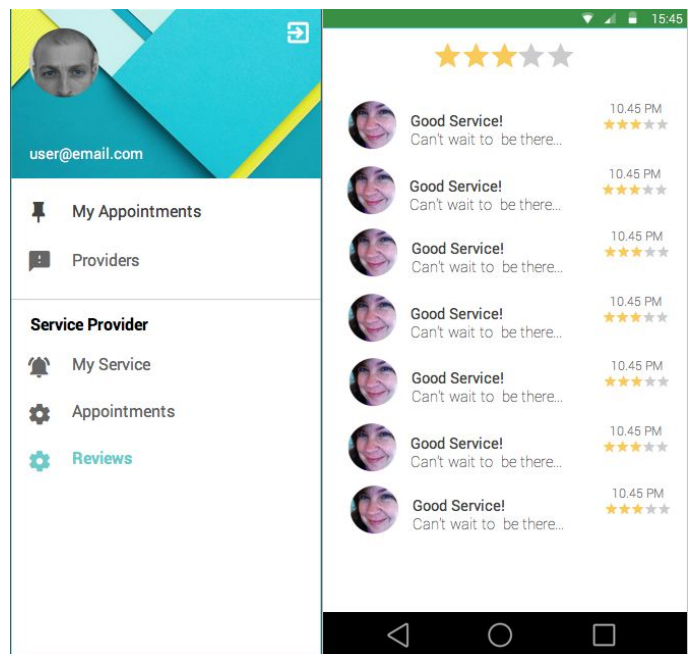 user@email.com
My Appointments
Providers
Service Provider
My Service
Appointments
Reviews
15:45
Good Service!
10.45 PM
Can't wait to be there...
Good Service!
10.45 PM
Can't wait to be there...
Good Service!
10.45 PM
Can't wait to be there...
Good Service!
10.45 PM
Can't wait to be there...
Good Service!
10.45 PM
Can't wait to be there...
Good Service!
10.45 PM
Can't wait to be there...
Good Service!
10.45 PM
Can't wait to be there...